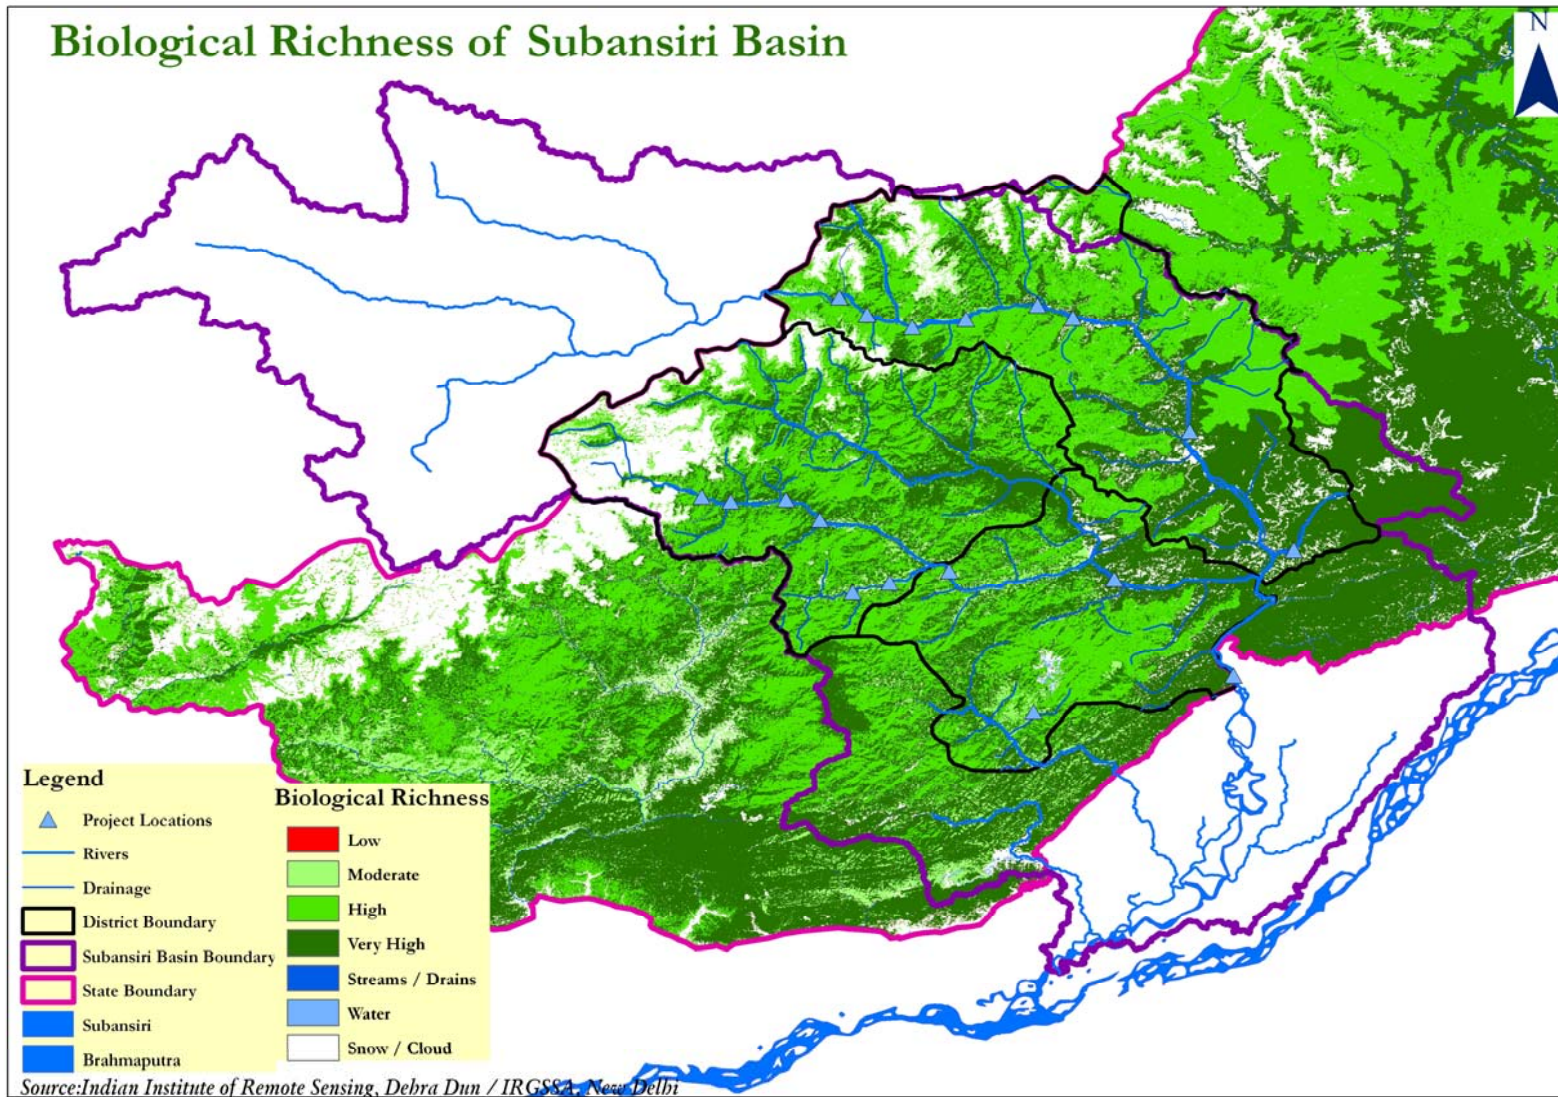 Biological Richness of Subansiri Basin
N
Legend
Project Locations
Rivers
Drainage
District Boundary
Subansiri Basin Boundary
State Boundary
Subansiri
Brahmaputra
Biological Richness
Low
Moderate
High
Very High
Streams / Drains
Water
Snow / Cloud
Source:Indian Institute of Remote Sensing, Dehra Dun / IRGSSA, New Delhi